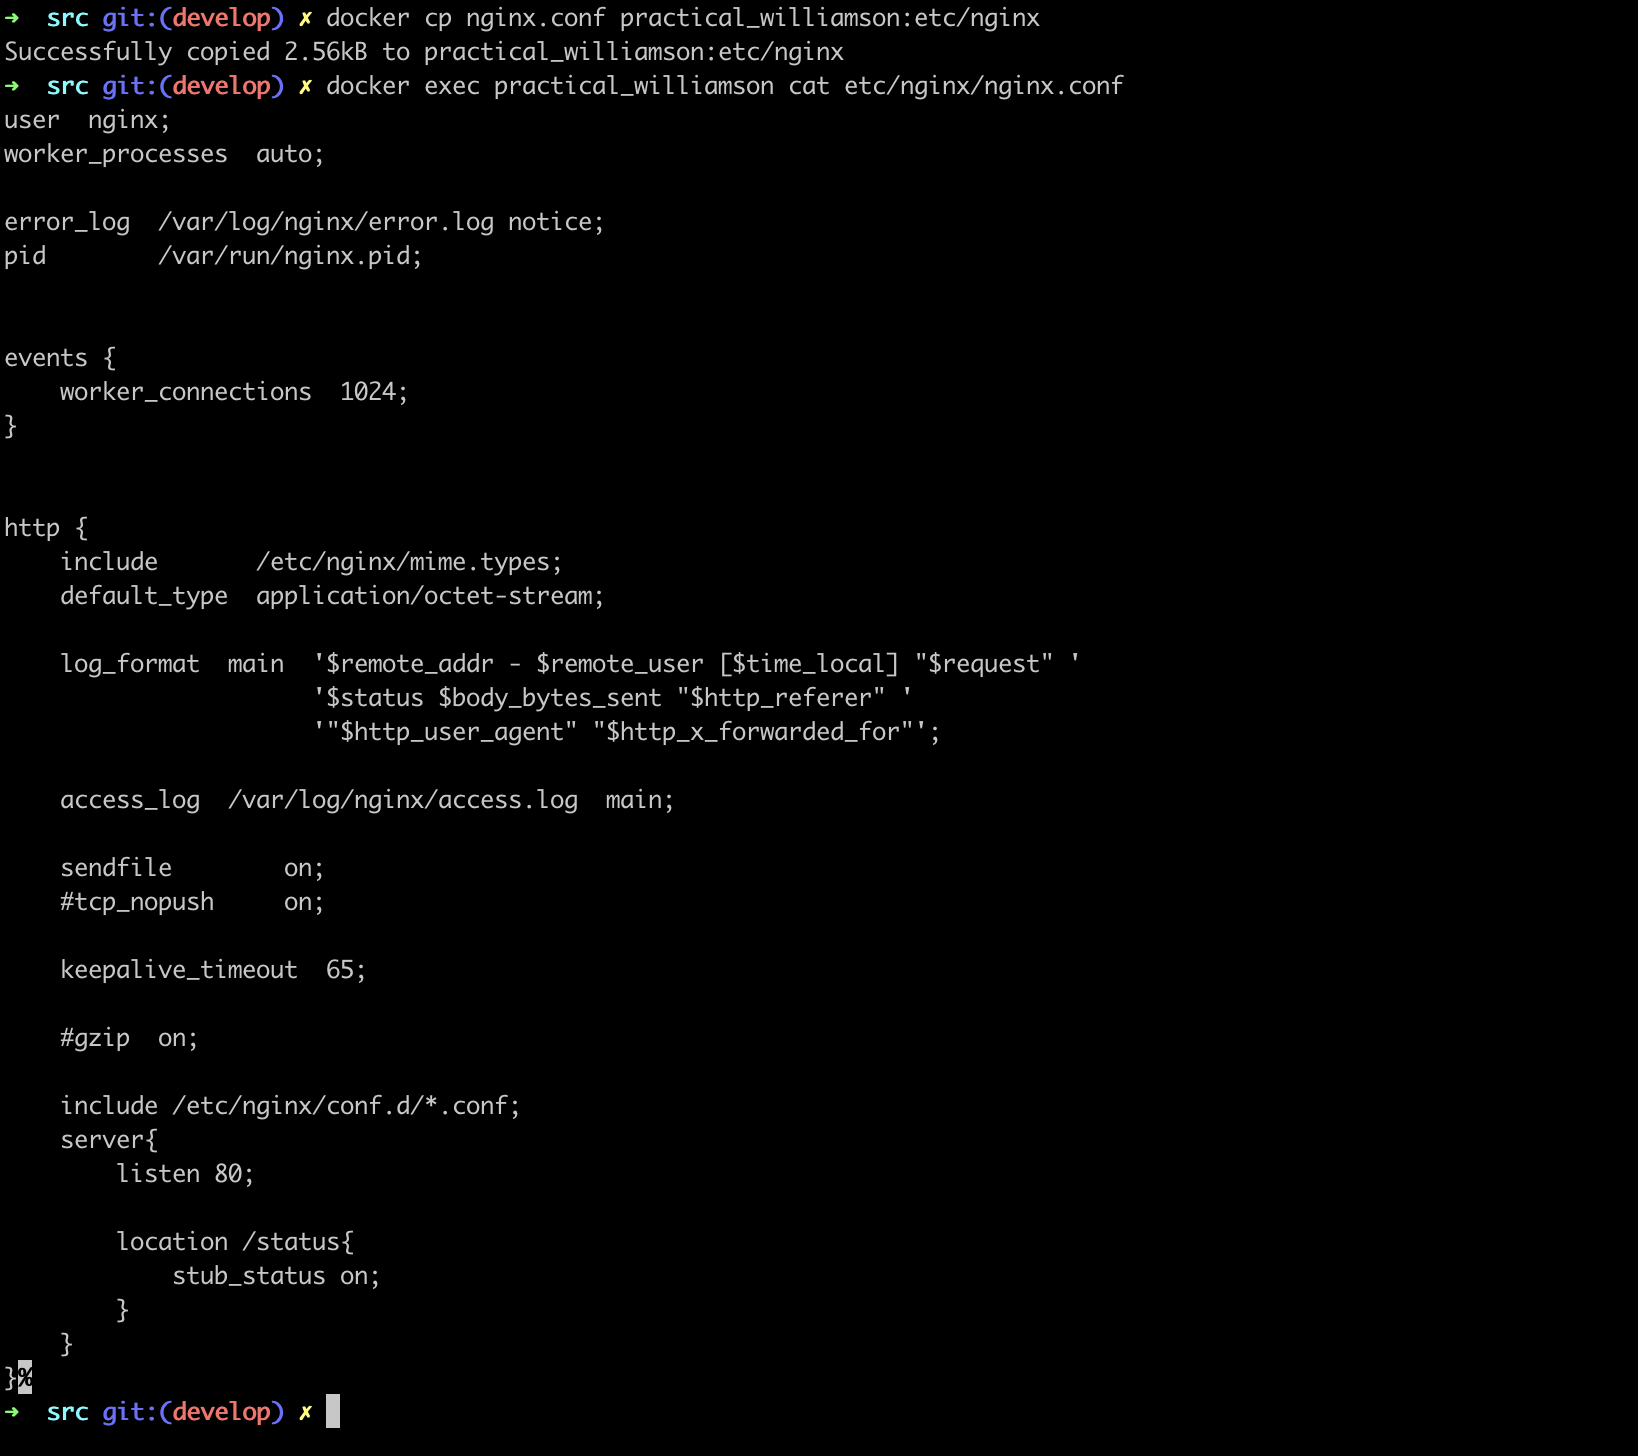 ➜  src git:(develop) ✗ docker cp nginx.conf practical_williamson:etc/nginx
Successfully copied 2.56kB to practical_williamson:etc/nginx
➜  src git:(develop) ✗ docker exec practical_williamson cat etc/nginx/nginx.conf
user  nginx;
worker_processes  auto;

error_log  /var/log/nginx/error.log notice;
pid        /var/run/nginx.pid;


events {
    worker_connections  1024;
}


http {
    include       /etc/nginx/mime.types;
    default_type  application/octet-stream;

    log_format  main  '$remote_addr - $remote_user [$time_local] "$request" '
                      '$status $body_bytes_sent "$http_referer" '
                      '"$http_user_agent" "$http_x_forwarded_for"';

    access_log  /var/log/nginx/access.log  main;

    sendfile        on;
    #tcp_nopush     on;

    keepalive_timeout  65;

    #gzip  on;

    include /etc/nginx/conf.d/*.conf;
    server{
        listen 80;

        location /status{
            stub_status on;
        }
    }
}%
➜  src git:(develop) ✗